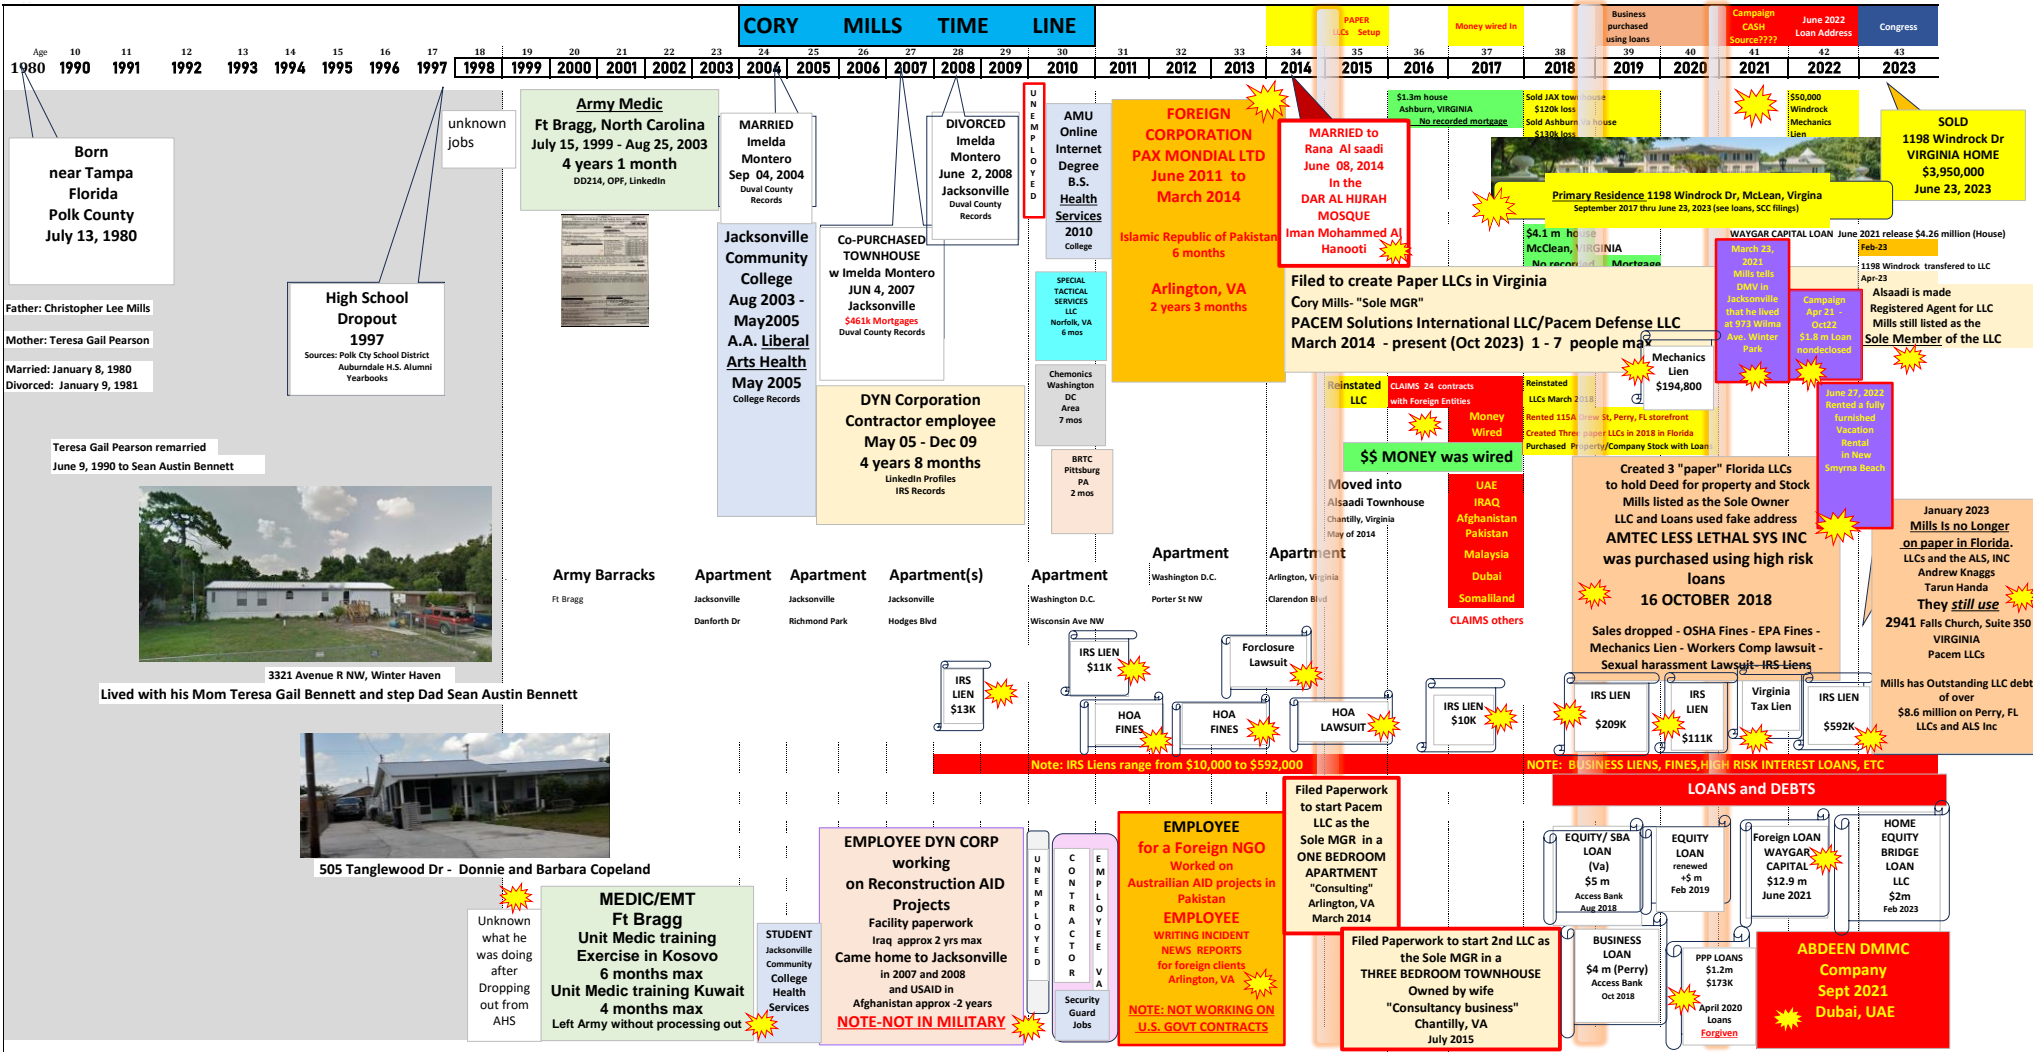 CORY MILLS TIME LINE
PAPER
LLCs Setup
Money wired In
Business
purchased
using loans
Campaign
CASH
Source????
June 2022
Loan Address
Congress
Age 10 11 12 13 14 15 16 17 18 19 20 21 22 23 24 25 26 27 28 29 30 31 32 33 34 35 36 37 38 39 40 41 42 43
1980 1990 1991 1992 1993 1994 1995 1996 1997 1998 1999 2000 2001 2002 2003 2004 2005 2006 2007 2008 2009 2010 2011 2012 2013 2014 2015 2016 2017 2018 2019 2020 2021 2022 2023
Born
near Tampa
Florida
Polk County
July 13, 1980
Father: Christopher Lee Mills
Mother: Teresa Gail Pearson
Married: January 8, 1980
Divorced: January 9, 1981
High School
Dropout
1997
Sources: Polk Cty School District
Auburndale H.S. Alumni
Yearbooks
Teresa Gail Pearson remarried
June 9, 1990 to Sean Austin Bennett
3321 Avenue R NW, Winter Haven
Lived with his Mom Teresa Gail Bennett and step Dad Sean Austin Bennett
505 Tanglewood Dr - Donnie and Barbara Copeland
unknown
jobs
Army Medic
Ft Bragg, North Carolina
July 15, 1999 - Aug 25, 2003
4 years 1 month
DD214, OPF, LinkedIn
MARRIED
Imelda
Montero
Sep 04, 2004
Duval County
Records
Jacksonville
Community
College
Aug 2003 -
May2005
A.A. Liberal
Arts Health
May 2005
College Records
Co-PURCHASED
TOWNHOUSE
w Imelda Montero
JUN 4, 2007
Jacksonville
$461k Mortgages
Duval County Records
DIVORCED
Imelda
Montero
June 2, 2008
Jacksonville
Duval County
Records
DYN Corporation
Contractor employee
May 05 - Dec 09
4 years 8 months
LinkedIn Profiles
IRS Records
UNEMPLOYED
AMU
Online
Internet
Degree
B.S.
Health
Services
2010
College
SPECIAL
TACTICAL
SERVICES
LLC
Norfolk, VA
6 mos
Chemonics
Washington
DC
Area
7 mos
BRTC
Pittsburg
PA
2 mos
FOREIGN
CORPORATION
PAX MONDIAL LTD
June 2011 to
March 2014
Islamic Republic of Pakistan
6 months
Arlington, VA
2 years 3 months
MARRIED to
Rana Al saadi
June 08, 2014
In the
DAR AL HIJRAH
MOSQUE
Iman Mohammed Al
Hanooti
$1.3m house
Ashburn, VIRGINIA
No recorded mortgage
Sold JAX townhouse
$120k loss
Sold Ashburn Va house
$130k loss
$50,000
Windrock
Mechanics
Lien
SOLD
1198 Windrock Dr
VIRGINIA HOME
$3,950,000
June 23, 2023
Primary Residence 1198 Windrock Dr, McLean, Virgina
September 2017 thru June 23, 2023 (see loans, SCC filings)
$4.1 m house
McClean, VIRGINIA
No recorded Mortgage
WAYGAR CAPITAL LOAN June 2021 release $4.26 million (House)
Feb-23
1198 Windrock transfered to LLC
Apr-23
Alsaadi is made
Registered Agent for LLC
Mills still listed as the
Sole Member of the LLC
Filed to create Paper LLCs in Virginia
Cory Mills- "Sole MGR"
PACEM Solutions International LLC/Pacem Defense LLC
March 2014 - present (Oct 2023) 1 - 7 people max
March 23,
2021
Mills tells
DMV in
Jacksonville
that he lived
at 973 Wilma
Ave. Winter
Park
Campaign
Apr 21 -
Oct22
$1.8 m Loan
nondeclosed
Mechanics
Lien
$194,800
June 27, 2022
Rented a fully
furnished
Vacation
Rental
in New
Smyrna Beach
Reinstated
LLC
CLAIMS 24 contracts
with Foreign Entities
Money
Wired
Reinstated
LLCs March 2018
Rented 115A Drew St, Perry, FL storefront
Created Three paper LLCs in 2018 in Florida
Purchased Property/Company Stock with Loans
$$ MONEY was wired
Moved into
Alsaadi Townhouse
Chantilly, Virginia
May of 2014
UAE
IRAQ
Afghanistan
Pakistan
Malaysia
Dubai
Somaliland
CLAIMS others
Created 3 "paper" Florida LLCs
to hold Deed for property and Stock
Mills listed as the Sole Owner
LLC and Loans used fake address
AMTEC LESS LETHAL SYS INC
was purchased using high risk
loans
16 OCTOBER 2018
Sales dropped - OSHA Fines - EPA Fines -
Mechanics Lien - Workers Comp lawsuit -
Sexual harassment Lawsuit- IRS Liens
January 2023
Mills Is no Longer
on paper in Florida.
LLCs and the ALS, INC
Andrew Knaggs
Tarun Handa
They still use
2941 Falls Church, Suite 350
VIRGINIA
Pacem LLCs
Mills has Outstanding LLC debt
of over
$8.6 million on Perry, FL
LLCs and ALS Inc
Army Barracks
Ft Bragg
Apartment
Jacksonville
Danforth Dr
Apartment
Jacksonville
Richmond Park
Apartment(s)
Jacksonville
Hodges Blvd
Apartment
Washington D.C.
Wisconsin Ave NW
Apartment
Washington D.C.
Porter St NW
Apartment
Arlington, Virginia
Clarendon Blvd
IRS
LIEN
$13K
IRS LIEN
$11K
HOA
FINES
HOA
FINES
Forclosure
Lawsuit
HOA
LAWSUIT
IRS LIEN
$10K
IRS LIEN
$209K
IRS
LIEN
$111K
Virginia
Tax Lien
IRS LIEN
$592K
Note: IRS Liens range from $10,000 to $592,000
NOTE: BUSINESS LIENS, FINES,HIGH RISK INTEREST LOANS, ETC
LOANS and DEBTS
Unknown
what he
was doing
after
Dropping
out from
AHS
MEDIC/EMT
Ft Bragg
Unit Medic training
Exercise in Kosovo
6 months max
Unit Medic training Kuwait
4 months max
Left Army without processing out
STUDENT
Jacksonville
Community
College
Health
Services
EMPLOYEE DYN CORP
working
on Reconstruction AID
Projects
Facility paperwork
Iraq approx 2 yrs max
Came home to Jacksonville
in 2007 and 2008
and USAID in
Afghanistan approx -2 years
NOTE-NOT IN MILITARY
UNEMPLOYED
CONTRACTOR
EMPLOYEE VA
Security
Guard
Jobs
EMPLOYEE
for a Foreign NGO
Worked on
Austrailian AID projects in
Pakistan
EMPLOYEE
WRITING INCIDENT
NEWS REPORTS
for foreign clients
Arlington, VA
NOTE: NOT WORKING ON
U.S. GOVT CONTRACTS
Filed Paperwork
to start Pacem
LLC as the
Sole MGR in a
ONE BEDROOM
APARTMENT
"Consulting"
Arlington, VA
March 2014
Filed Paperwork to start 2nd LLC as
the Sole MGR in a
THREE BEDROOM TOWNHOUSE
Owned by wife
"Consultancy business"
Chantilly, VA
July 2015
EQUITY/ SBA
LOAN
(Va)
$5 m
Access Bank
Aug 2018
EQUITY
LOAN
renewed
+$ m
Feb 2019
Foreign LOAN
WAYGAR
CAPITAL
$12.9 m
June 2021
HOME
EQUITY
BRIDGE
LOAN
LLC
$2m
Feb 2023
BUSINESS
LOAN
$4 m (Perry)
Access Bank
Oct 2018
PPP LOANS
$1.2m
$173K
April 2020
Loans
Forgiven
ABDEEN DMMC
Company
Sept 2021
Dubai, UAE